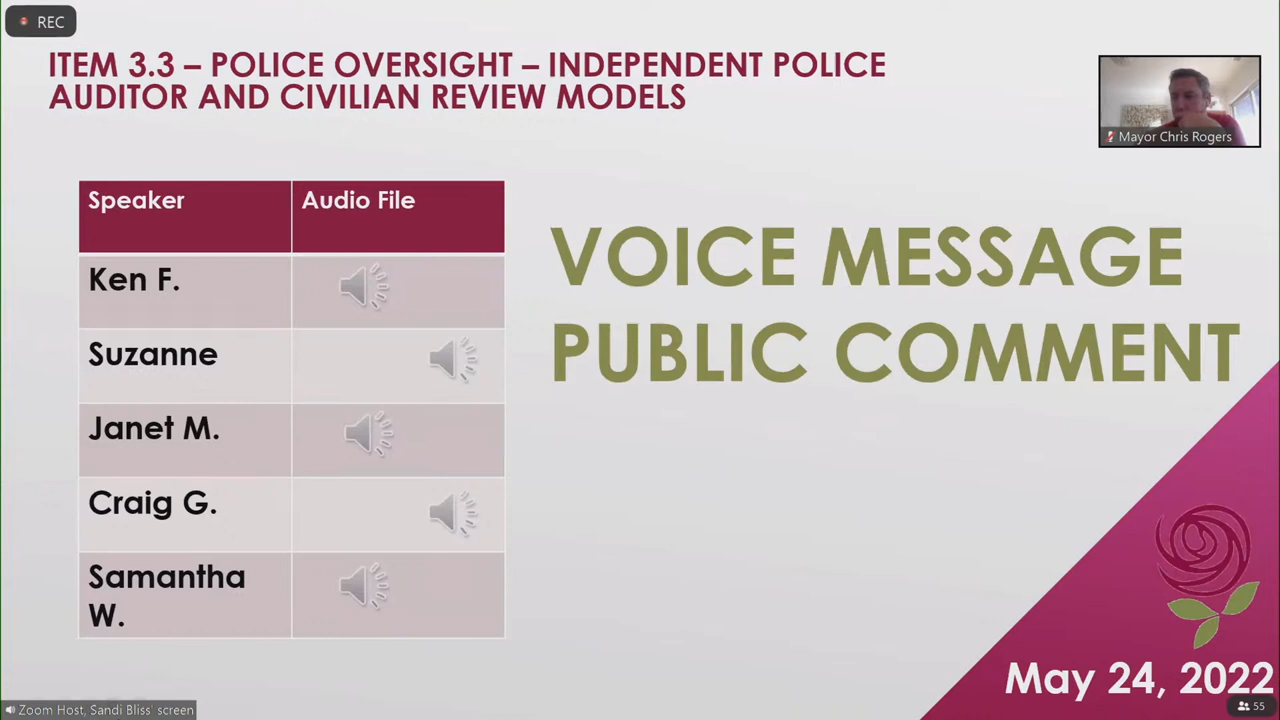 REC
ITEM 3.3 – POLICE OVERSIGHT – INDEPENDENT POLICE
AUDITOR AND CIVILIAN REVIEW MODELS
Mayor Chris Rogers
Speaker Audio File
Ken F.
Suzanne
Janet M.
Craig G.
Samantha
W.
VOICE MESSAGE
PUBLIC COMMENT
May 24, 2022
Zoom Host, Sandi Bliss' screen
55